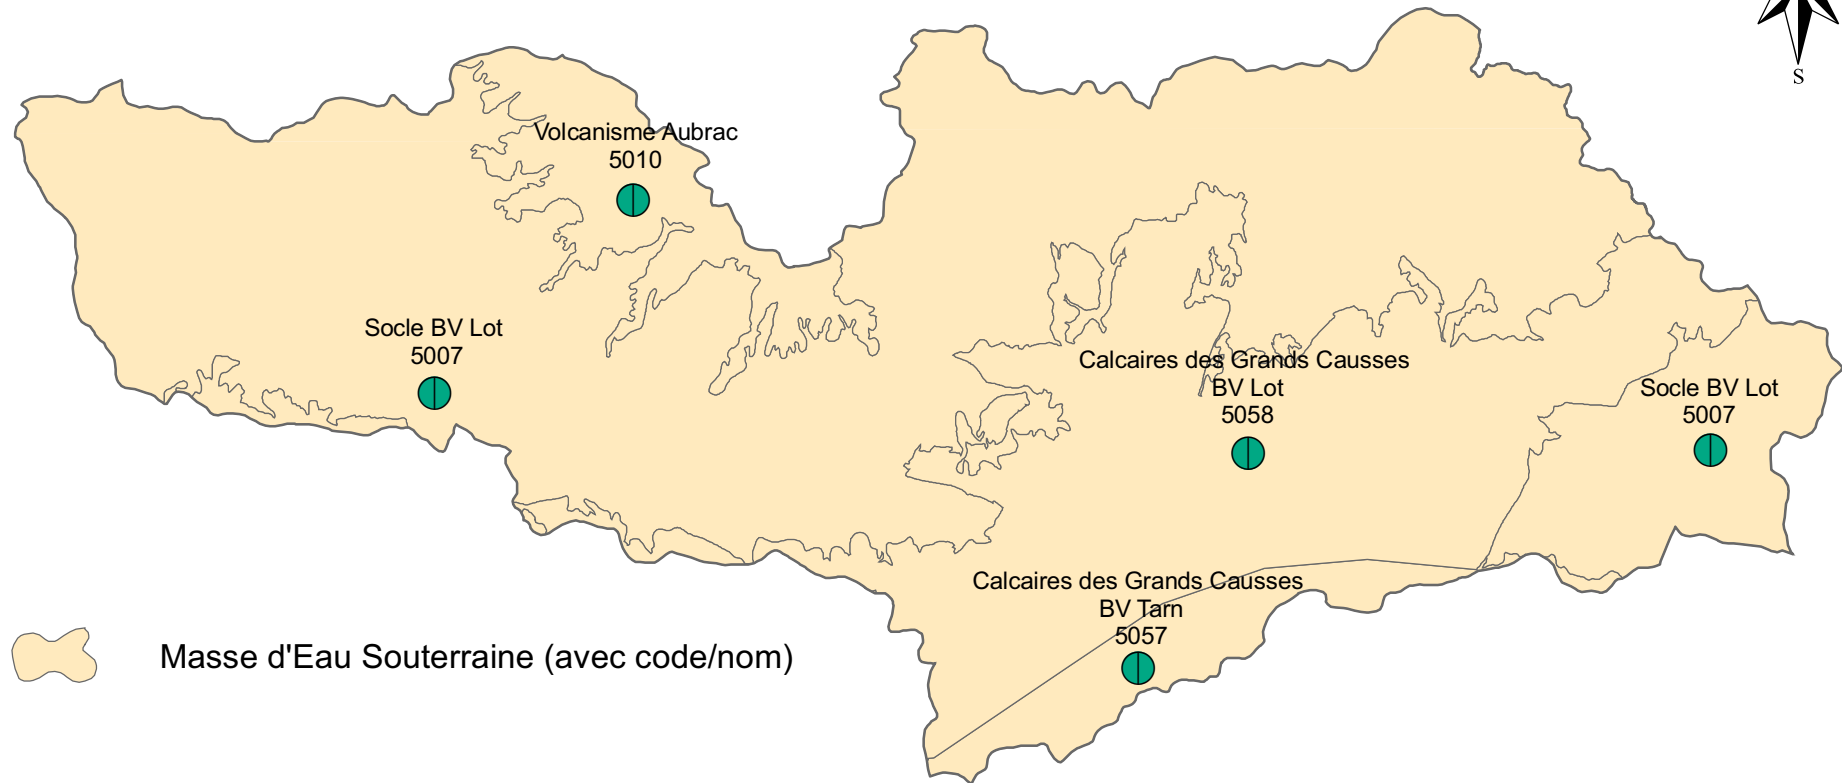 S
Volcanisme Aubrac
5010
Socle BV Lot
5007
Calcaires des Grands Causses
BV Lot
5058
Socle BV Lot
5007
Calcaires des Grands Causses
BV Tarn
5057
Masse d'Eau Souterraine (avec code/nom)